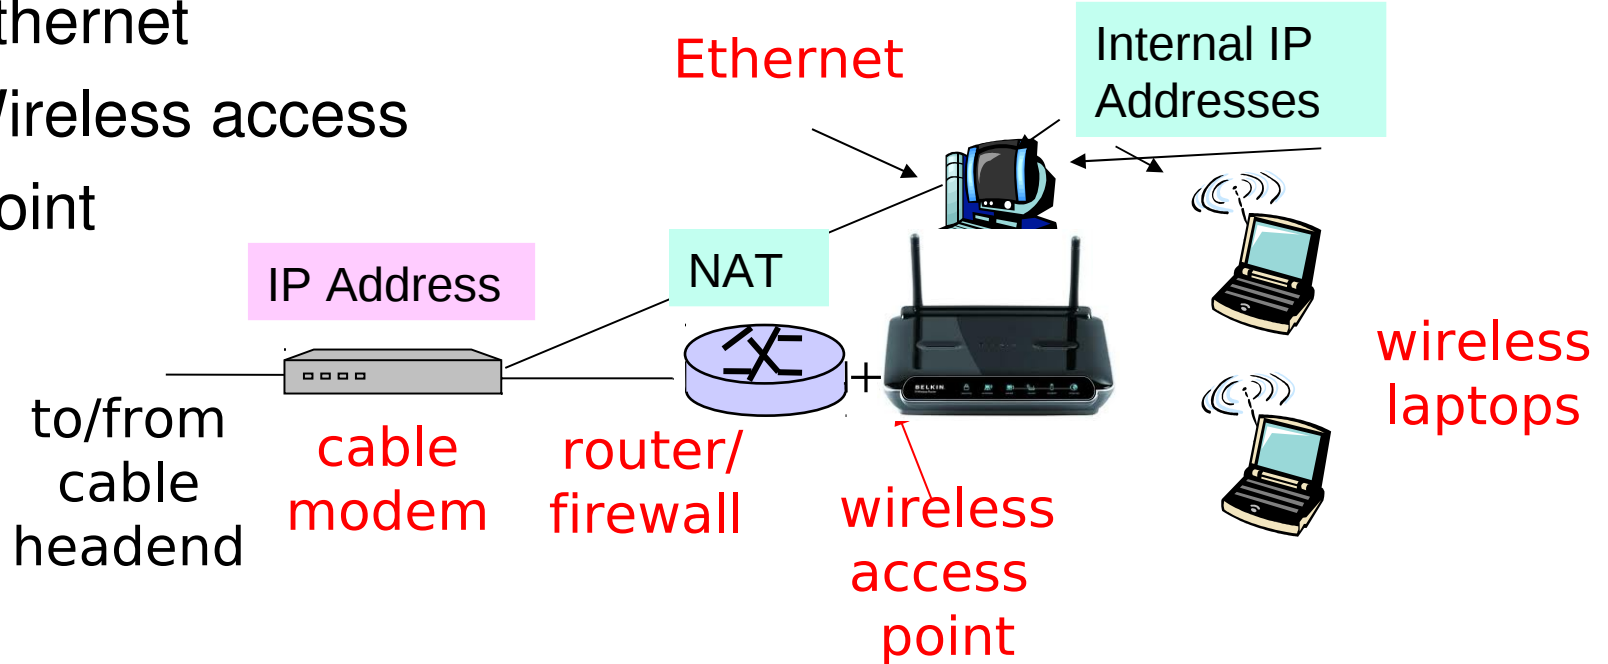 thernet
ireless access
oint
Ethernet
Internal IP
Addresses
IP Address
NAT
+
BELKIN
to/from
cable
headend
cable
modem
router/
firewall
wireless
access
point
wireless
laptops